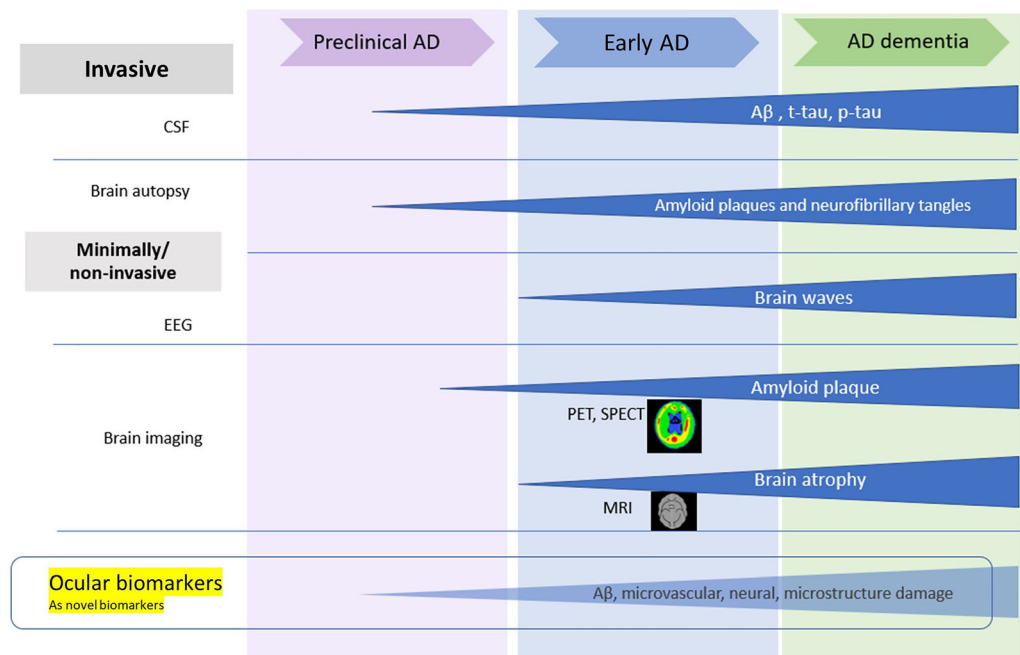 Preclinical AD
Early AD
AD dementia
Invasive
CSF
Aβ , t-tau, p-tau
Brain autopsy
Amyloid plaques and neurofibrillary tangles
Minimally/
non-invasive
Brain waves
EEG
Amyloid plaque
PET, SPECT
Brain imaging
Brain atrophy
MRI
Ocular biomarkers
As novel biomarkers
Aβ, microvascular, neural, microstructure damage